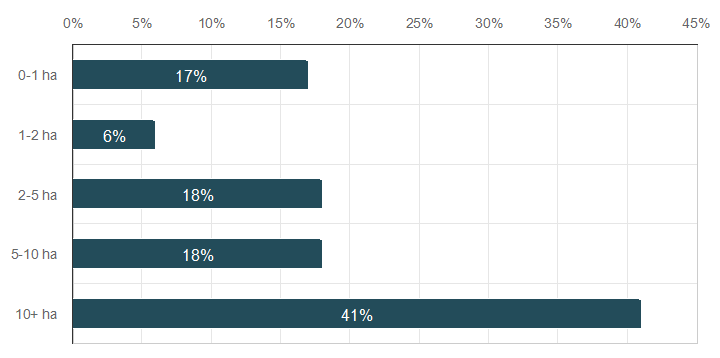 0% 5% 10% 15% 20% 25% 30% 35% 40% 45%
0-1 ha 17%
1-2 ha 6%
2-5 ha 18%
5-10 ha 18%
10+ ha 41%